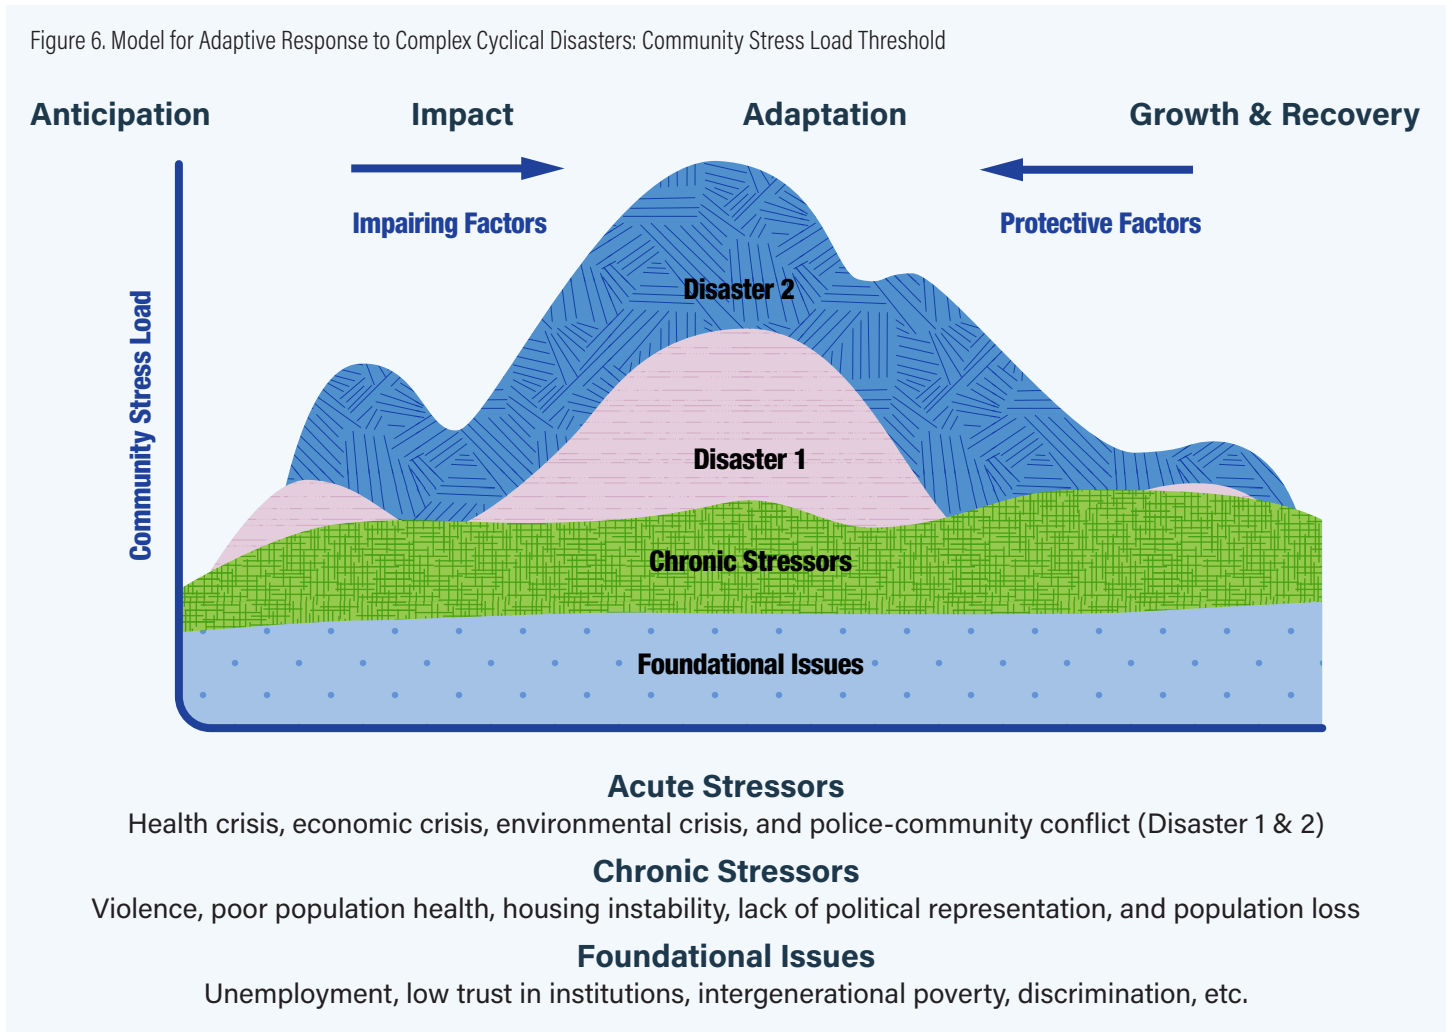 Figure 6. Model for Adaptive Response to Complex Cyclical Disasters: Community Stress Load Threshold
Anticipation
Impact
Adaptation
Growth & Recovery
Impairing Factors
Protective Factors
Community Stress Load
Disaster 2
Disaster 1
Chronic Stressors
Foundational Issues
Acute Stressors
Health crisis, economic crisis, environmental crisis, and police-community conflict (Disaster 1 & 2)
Chronic Stressors
Violence, poor population health, housing instability, lack of political representation, and population loss
Foundational Issues
Unemployment, low trust in institutions, intergenerational poverty, discrimination, etc.